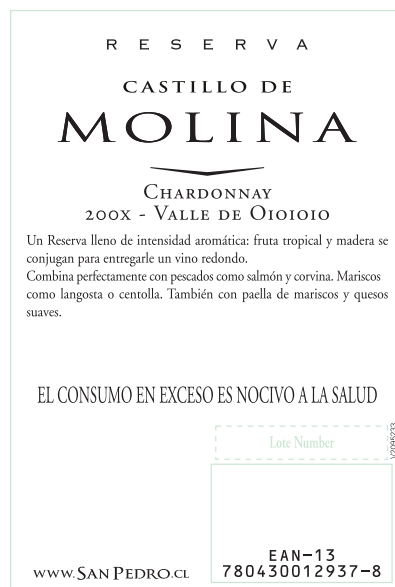 RESERVA
CASTILLO DE
MOLINA
CHARDONNAY
200X - VALLE DE OIOIOIO
Un Reserva lleno de intensidad aromática: fruta tropical y madera se
conjugan para entregarle un vino redondo.
Combina perfectamente con pescados como salmón y corvina. Mariscos
como langosta o centolla. También con paella de mariscos y quesos
suaves.
EL CONSUMO EN EXCESO ES NOCIVO A LA SALUD
Lote Number
EAN-13
780430012937-8
WWW.SAN PEDRO.CL